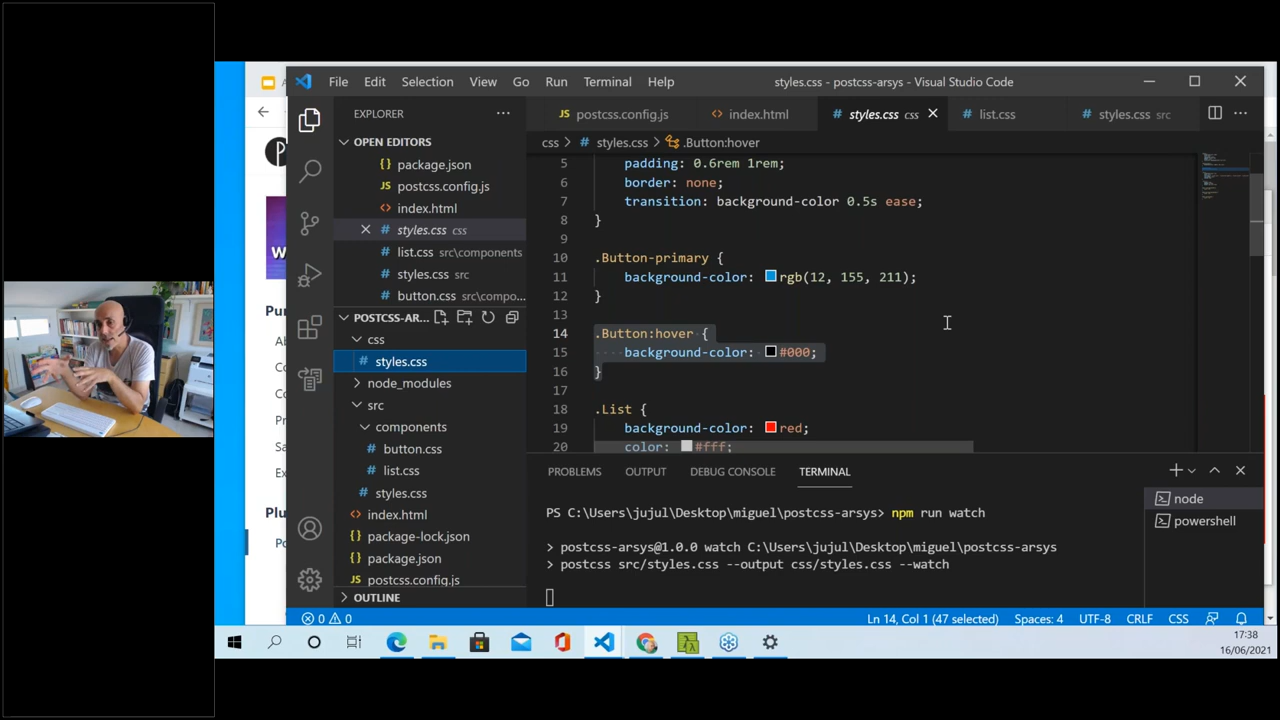 File Edit Selection View Go Run Terminal Help
styles.css - postcss-arsys - Visual Studio Code
EXPLORER
OPEN EDITORS
package.json
postcss.config.js
index.html
styles.css css
list.css src\components
styles.css src
button.css src\compo...
POSTCSS-AR...
css
styles.css
node_modules
src
components
button.css
list.css
styles.css
index.html
package-lock.json
package.json
postcss.config.js
OUTLINE
postcss.config.js index.html styles.css css list.css styles.css src
css > styles.css > .Button:hover
5 padding: 0.6rem 1rem;
6 border: none;
7 transition: background-color 0.5s ease;
8 }
9
10 .Button-primary {
11 background-color: rgb(12, 155, 211);
12 }
13
14 .Button:hover {
15 background-color: #000;
16 }
17
18 .List {
19 background-color: red;
20 color: #fff;
PROBLEMS OUTPUT DEBUG CONSOLE TERMINAL
PS C:\Users\jujul\Desktop\miguel\postcss-arsys> npm run watch
> postcss-arsys@1.0.0 watch C:\Users\jujul\Desktop\miguel\postcss-arsys
> postcss src/styles.css --output css/styles.css --watch
node
powershell
0 0
Ln 14, Col 1 (47 selected) Spaces: 4 UTF-8 CRLF CSS
17:38
16/06/2021